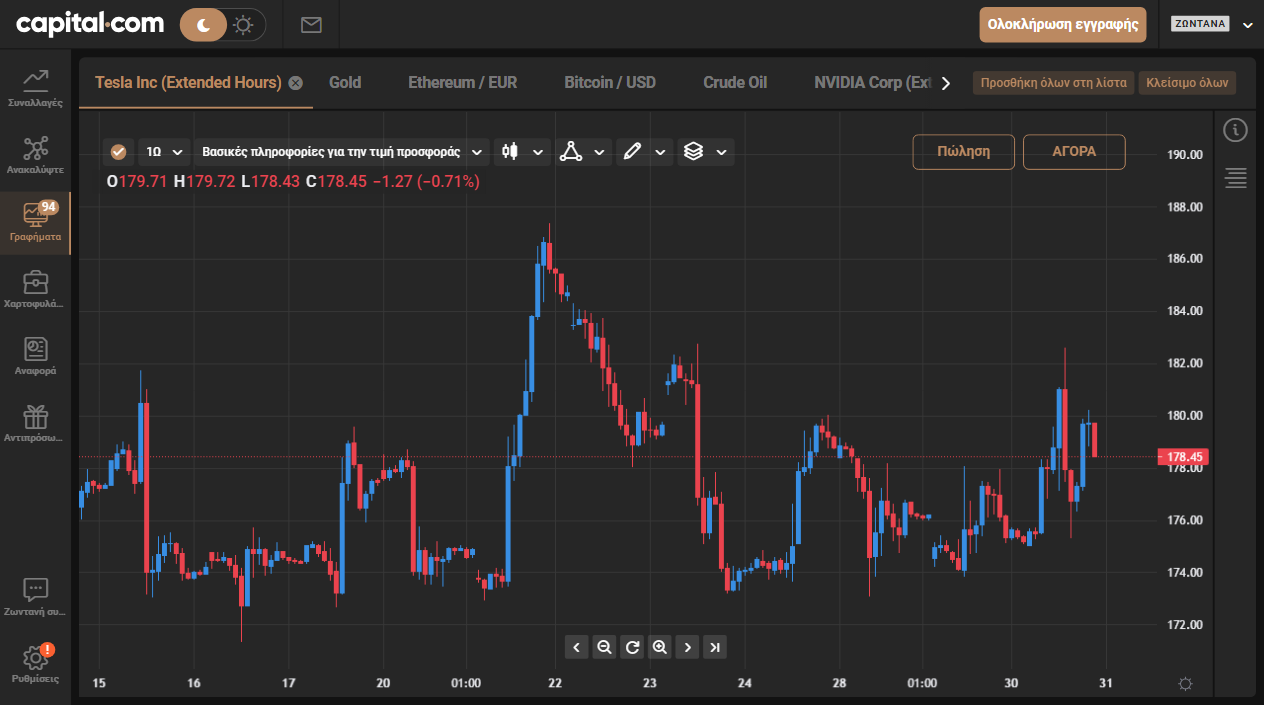 capital.com
Ολοκλήρωση εγγραφής
ΖΩΝΤΑΝΑ
Tesla Inc (Extended Hours)
Gold
Ethereum / EUR
Bitcoin / USD
Crude Oil
NVIDIA Corp (Ext
Προσθήκη όλων στη λίστα
Κλείσιμο όλων
Συναλλαγές
Ανακαλύψτε
94
Γραφήματα
Χαρτοφυλά...
Αναφορά
Αντιπρόσω...
Ζωντανή συ...
!
Ρυθμίσεις
1Ω
Βασικές πληροφορίες για την τιμή προσφοράς
Πώληση
ΑΓΟΡΑ
O179.71 H179.72 L178.43 C178.45 −1.27 (−0.71%)
190.00
188.00
186.00
184.00
182.00
180.00
178.45
178.00
176.00
174.00
172.00
15 16 17 20 01:00 22 23 24 28 01:00 30 31